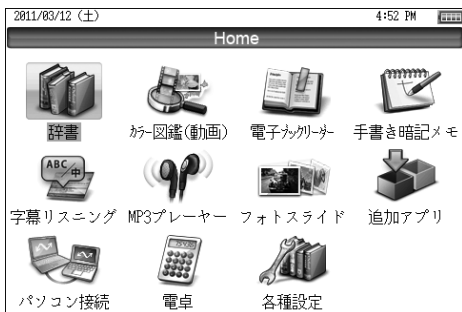 2011/03/12 (土) 4:52 PM
Home
辞書 ｶﾗｰ図鑑(動画) 電子ﾌﾞｯｸﾘｰﾀﾞｰ 手書き暗記メモ
ABC 中
字幕リスニング MP3プレーヤー フォトスライド 追加アプリ
パソコン接続 電卓 各種設定